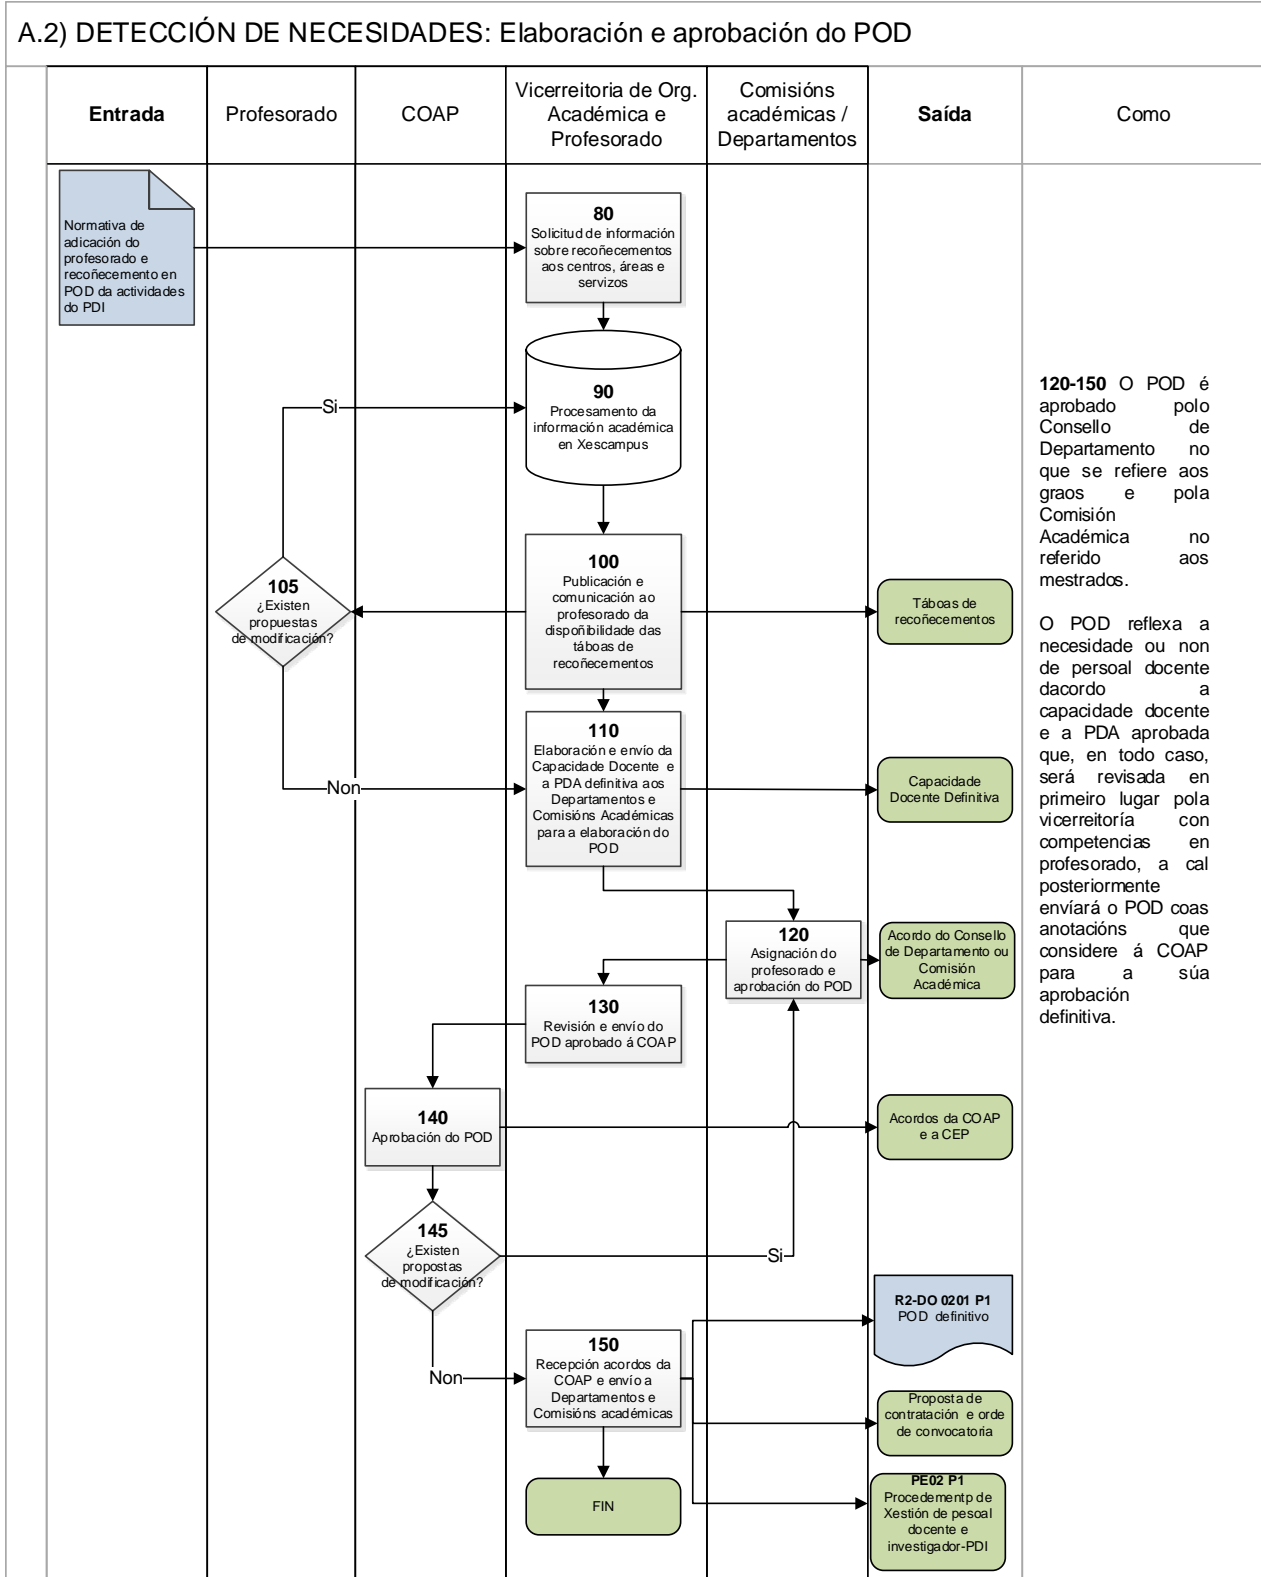 A.2) DETECCIÓN DE NECESIDADES: Elaboración e aprobación do POD
Entrada
Profesorado
COAP
Vicerreitoria de Org.
Académica e
Profesorado
Comisións
académicas /
Departamentos
Saída
Como
Normativa de
adicación do
profesorado e
recoñecemento en
POD da actividades
do PDI
80
Solicitud de información
sobre recoñecementos
aos centros, áreas e
servizos
90
Procesamento da
información académica
en Xescampus
Si
100
Publicación e
comunicación ao
profesorado da
dispoñibilidade das
táboas de
recoñecementos
105
¿Existen
propuestas
de modificación?
Táboas de
recoñecementos
110
Elaboración e envío da
Capacidade Docente e
a PDA definitiva aos
Departamentos e
Comisións Académicas
para a elaboración do
POD
Non
Capacidade
Docente Definitiva
120
Asignación do
profesorado e
aprobación do POD
Acordo do Consello
de Departamento ou
Comisión
Académica
130
Revisión e envío do
POD aprobado á COAP
140
Aprobación do POD
Acordos da COAP
e a CEP
145
¿Existen
propostas
de modificación?
Si
Non
150
Recepción acordos da
COAP e envío a
Departamentos e
Comisións académicas
R2-DO 0201 P1
POD definitivo
Proposta de
contratación e orde
de convocatoria
FIN
PE02 P1
Procedementp de
Xestión de pesoal
docente e
investigador-PDI
120-150 O POD é
aprobado polo
Consello de
Departamento no
que se refiere aos
graos e pola
Comisión
Académica no
referido aos
mestrados.
O POD reflexa a
necesidade ou non
de persoal docente
dacordo a
capacidade docente
e a PDA aprobada
que, en todo caso,
será revisada en
primeiro lugar pola
vicerreitoría con
competencias en
profesorado, a cal
posteriormente
envíará o POD coas
anotacións que
considere á COAP
para a súa
aprobación
definitiva.